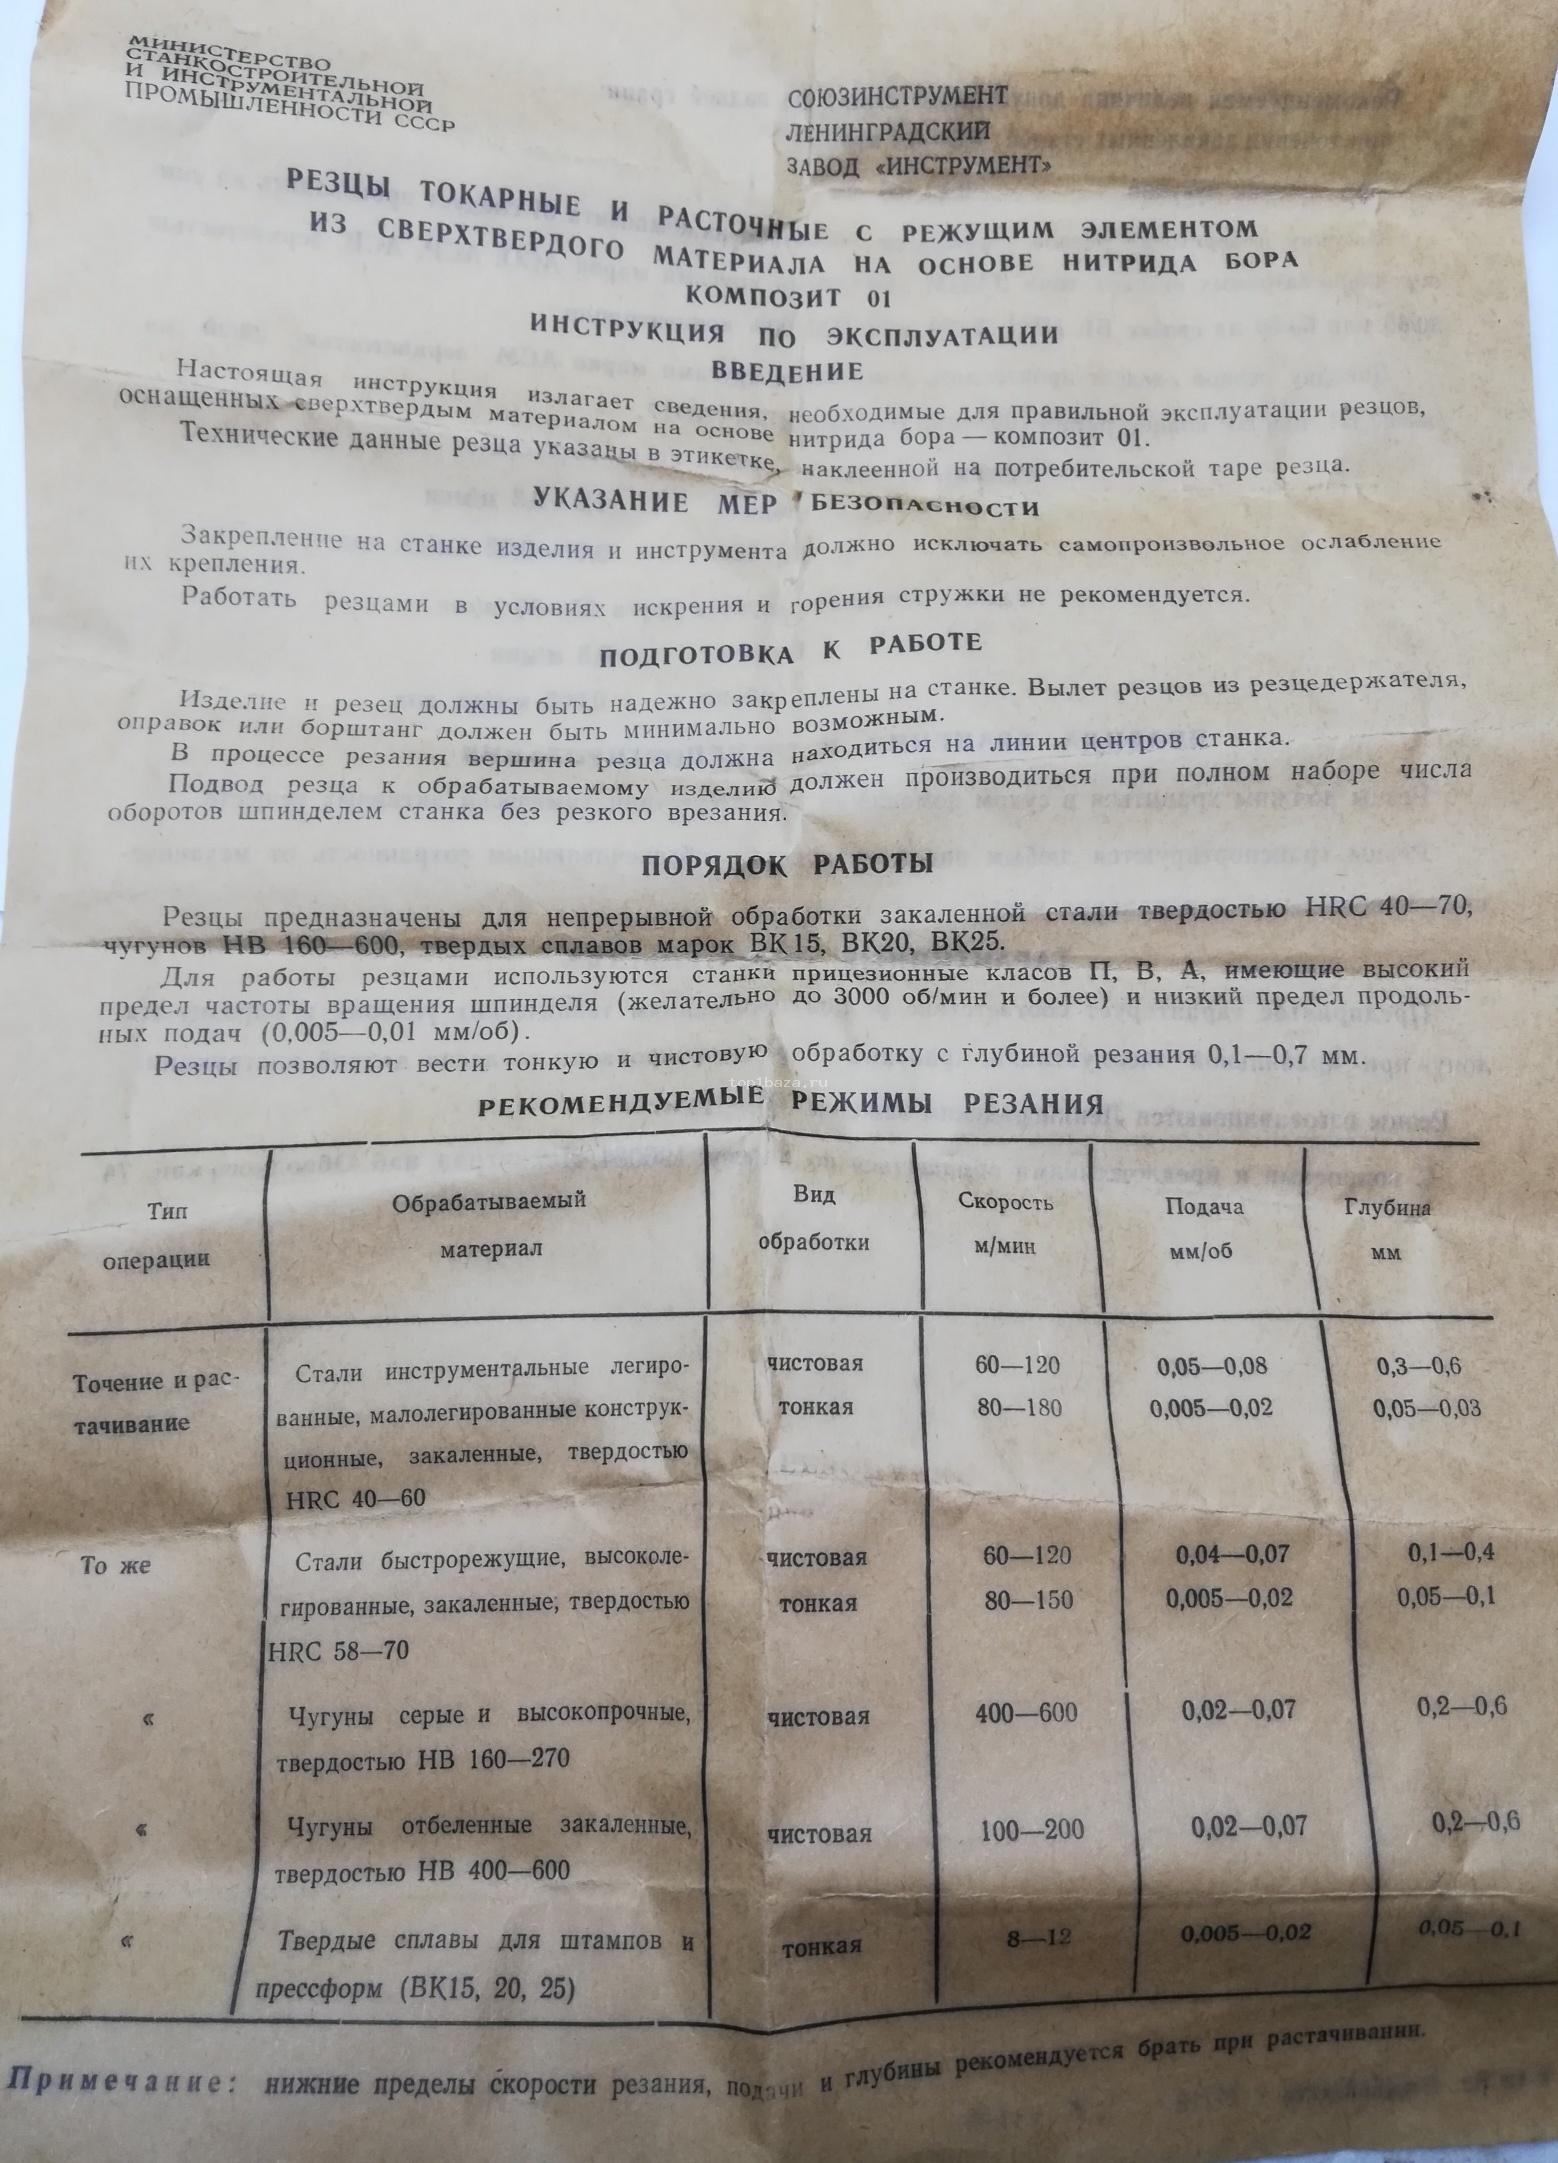 МИНИСТЕРСТВО
СТАНКОСТРОИТЕЛЬНОЙ
И ИНСТРУМЕНТАЛЬНОЙ
ПРОМЫШЛЕННОСТИ СССР
СОЮЗИНСТРУМЕНТ
ЛЕНИНГРАДСКИЙ
ЗАВОД «ИНСТРУМЕНТ»
РЕЗЦЫ ТОКАРНЫЕ И РАСТОЧНЫЕ С РЕЖУЩИМ ЭЛЕМЕНТОМ
ИЗ СВЕРХТВЕРДОГО МАТЕРИАЛА НА ОСНОВЕ НИТРИДА БОРА
КОМПОЗИТ 01
ИНСТРУКЦИЯ ПО ЭКСПЛУАТАЦИИ
ВВЕДЕНИЕ
Настоящая инструкция излагает сведения, необходимые для правильной эксплуатации резцов,
оснащенных сверхтвердым материалом на основе нитрида бора — композит 01.
Технические данные резца указаны в этикетке, наклеенной на потребительской таре резца.
УКАЗАНИЕ МЕР БЕЗОПАСНОСТИ
Закрепление на станке изделия и инструмента должно исключать самопроизвольное ослабление
их крепления.
Работать резцами в условиях искрения и горения стружки не рекомендуется.
ПОДГОТОВКА К РАБОТЕ
Изделие и резец должны быть надежно закреплены на станке. Вылет резцов из резцедержателя,
оправок или борштанг должен быть минимально возможным.
В процессе резания вершина резца должна находиться на линии центров станка.
Подвод резца к обрабатываемому изделию должен производиться при полном наборе числа
оборотов шпинделем станка без резкого врезания.
ПОРЯДОК РАБОТЫ
Резцы предназначены для непрерывной обработки закаленной стали твердостью HRC 40—70,
чугунов НВ 160—600, твердых сплавов марок ВК15, ВК20, ВК25.
Для работы резцами используются станки прицезионные класов П, В, А, имеющие высокий
предел частоты вращения шпинделя (желательно до 3000 об/мин и более) и низкий предел продоль-
ных подач (0,005—0,01 мм/об).
Резцы позволяют вести тонкую и чистовую обработку с глубиной резания 0,1—0,7 мм.
top1baza.ru
РЕКОМЕНДУЕМЫЕ РЕЖИМЫ РЕЗАНИЯ
Тип
операции
Обрабатываемый
материал
Вид
обработки
Скорость
м/мин
Подача
мм/об
Глубина
мм
Точение и рас-
тачивание
Стали инструментальные легиро-
ванные, малолегированные конструк-
ционные, закаленные, твердостью
HRC 40—60
чистовая 60—120 0,05—0,08 0,3—0,6
тонкая 80—180 0,005—0,02 0,05—0,03
То же
Стали быстрорежущие, высоколе-
гированные, закаленные, твердостью
HRC 58—70
чистовая 60—120 0,04—0,07 0,1—0,4
тонкая 80—150 0,005—0,02 0,05—0,1
«
Чугуны серые и высокопрочные,
твердостью НВ 160—270
чистовая 400—600 0,02—0,07 0,2—0,6
«
Чугуны отбеленные закаленные,
твердостью НВ 400—600
чистовая 100—200 0,02—0,07 0,2—0,6
«
Твердые сплавы для штампов и
прессформ (ВК15, 20, 25)
тонкая 8—12 0,005—0,02 0,05—0,1
Примечание: нижние пределы скорости резания, подачи и глубины рекомендуется брать при растачивании.